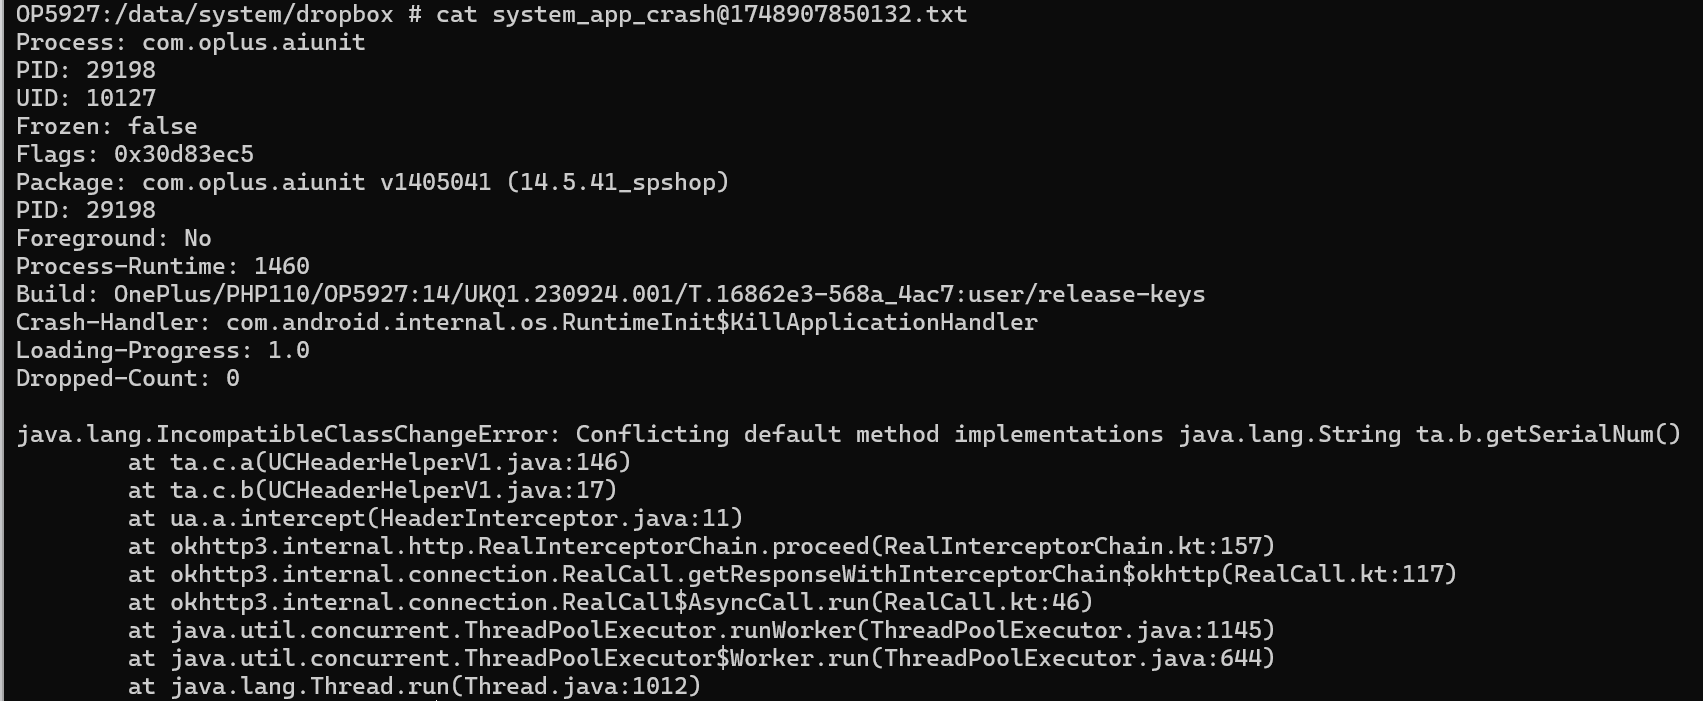 OP5927:/data/system/dropbox # cat system_app_crash@1748907850132.txt
Process: com.oplus.aiunit
PID: 29198
UID: 10127
Frozen: false
Flags: 0x30d83ec5
Package: com.oplus.aiunit v1405041 (14.5.41_spshop)
PID: 29198
Foreground: No
Process-Runtime: 1460
Build: OnePlus/PHP110/OP5927:14/UKQ1.230924.001/T.16862e3-568a_4ac7:user/release-keys
Crash-Handler: com.android.internal.os.RuntimeInit$KillApplicationHandler
Loading-Progress: 1.0
Dropped-Count: 0

java.lang.IncompatibleClassChangeError: Conflicting default method implementations java.lang.String ta.b.getSerialNum()
        at ta.c.a(UCHeaderHelperV1.java:146)
        at ta.c.b(UCHeaderHelperV1.java:17)
        at ua.a.intercept(HeaderInterceptor.java:11)
        at okhttp3.internal.http.RealInterceptorChain.proceed(RealInterceptorChain.kt:157)
        at okhttp3.internal.connection.RealCall.getResponseWithInterceptorChain$okhttp(RealCall.kt:117)
        at okhttp3.internal.connection.RealCall$AsyncCall.run(RealCall.kt:46)
        at java.util.concurrent.ThreadPoolExecutor.runWorker(ThreadPoolExecutor.java:1145)
        at java.util.concurrent.ThreadPoolExecutor$Worker.run(ThreadPoolExecutor.java:644)
        at java.lang.Thread.run(Thread.java:1012)